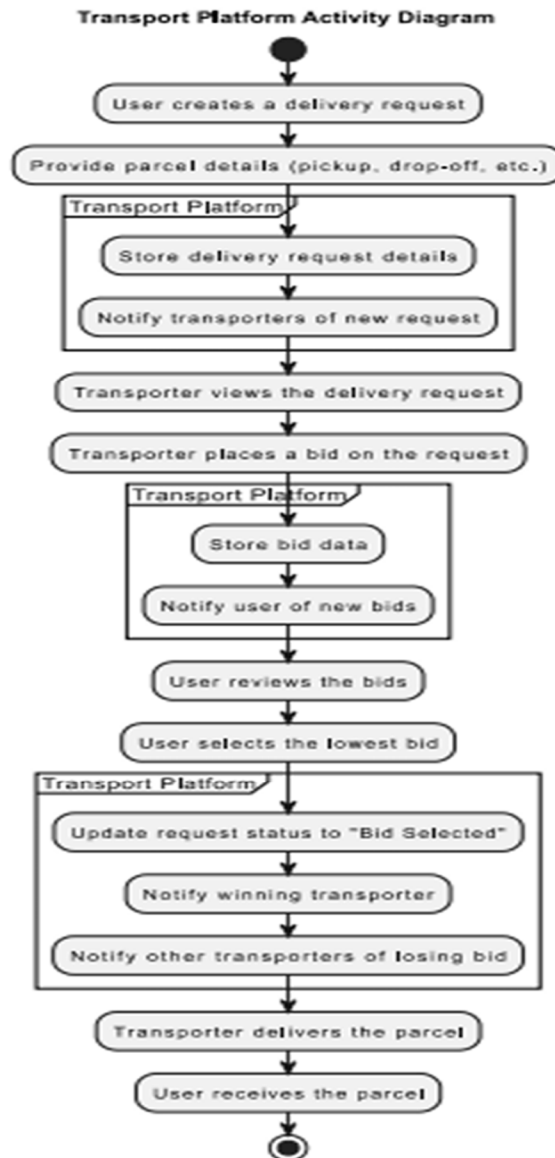 Transport Platform Activity Diagram
User creates a delivery request
Provide parcel details (pickup, drop-off, etc.)
Transport Platform
Store delivery request details
Notify transporters of new request
Transporter views the delivery request
Transporter places a bid on the request
Transport Platform
Store bid data
Notify user of new bids
User reviews the bids
User selects the lowest bid
Transport Platform
Update request status to "Bid Selected"
Notify winning transporter
Notify other transporters of losing bid
Transporter delivers the parcel
User receives the parcel